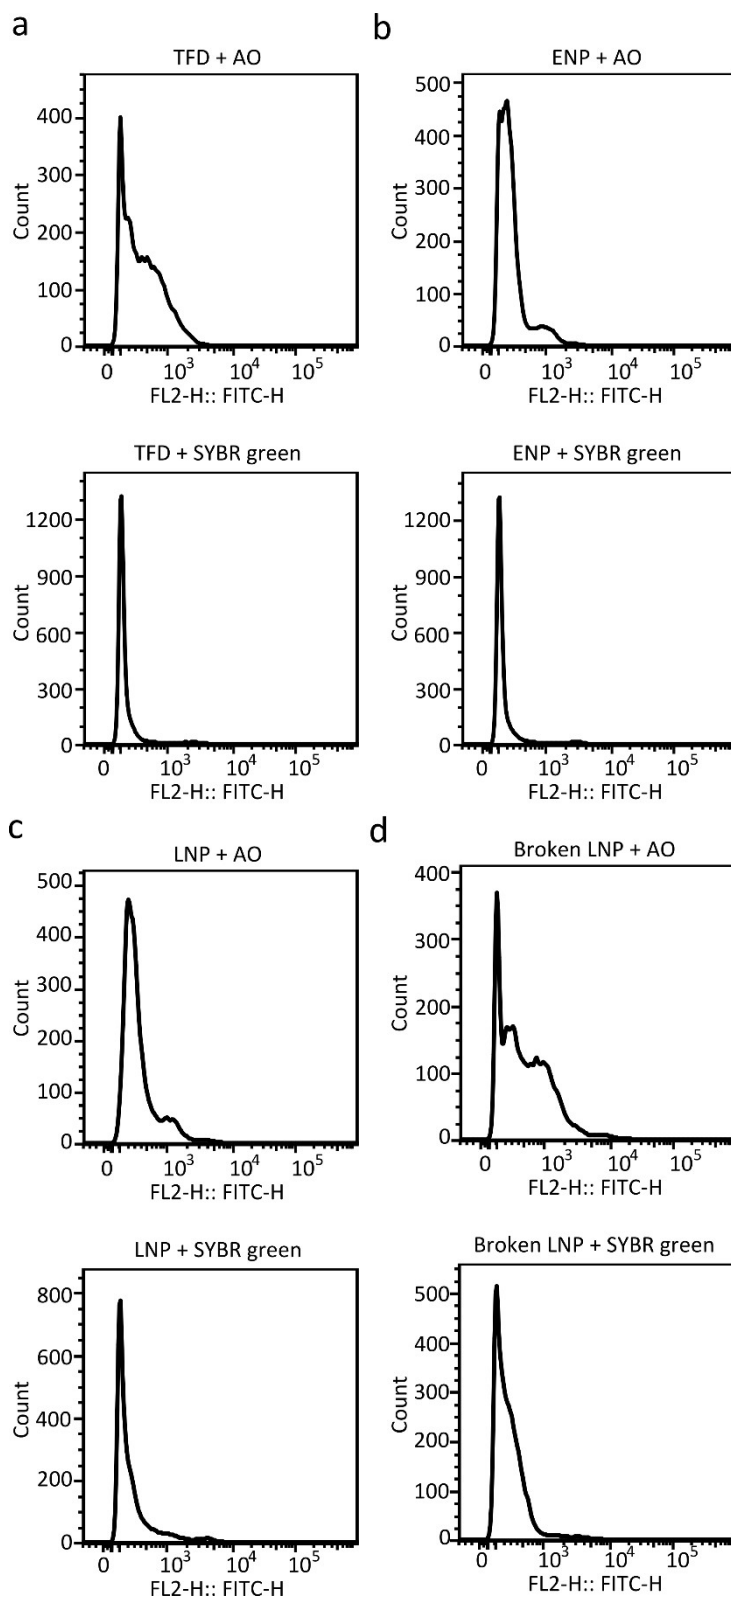 a
TFD + AO
400
300
200
100
0
Count
0 10³ 10⁴ 10⁵
FL2-H:: FITC-H
b
ENP + AO
500
400
300
200
100
0
Count
0 10³ 10⁴ 10⁵
FL2-H:: FITC-H
TFD + SYBR green
1200
900
600
300
0
Count
0 10³ 10⁴ 10⁵
FL2-H:: FITC-H
ENP + SYBR green
1200
900
600
300
0
Count
0 10³ 10⁴ 10⁵
FL2-H:: FITC-H
c
LNP + AO
500
400
300
200
100
0
Count
0 10³ 10⁴ 10⁵
FL2-H:: FITC-H
d
Broken LNP + AO
400
300
200
100
0
Count
0 10³ 10⁴ 10⁵
FL2-H:: FITC-H
LNP + SYBR green
800
600
400
200
0
Count
0 10³ 10⁴ 10⁵
FL2-H:: FITC-H
Broken LNP + SYBR green
500
400
300
200
100
0
Count
0 10³ 10⁴ 10⁵
FL2-H:: FITC-H